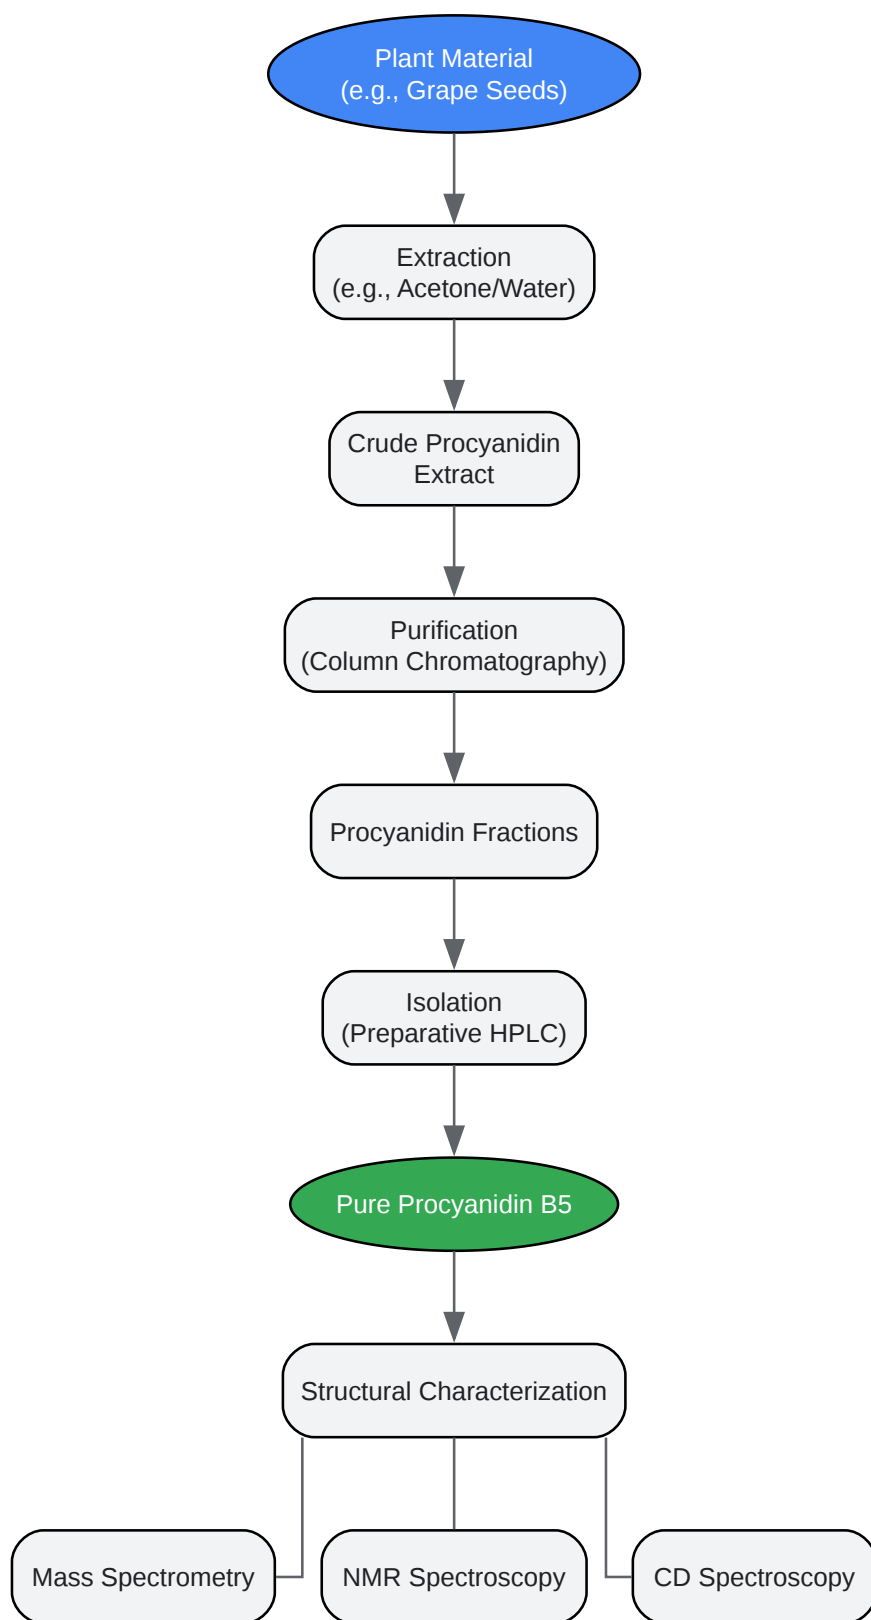 Plant Material
(e.g., Grape Seeds)
Extraction
(e.g., Acetone/Water)
Crude Procyanidin
Extract
Purification
(Column Chromatography)
Procyanidin Fractions
Isolation
(Preparative HPLC)
Pure Procyanidin B5
Structural Characterization
Mass Spectrometry
NMR Spectroscopy
CD Spectroscopy